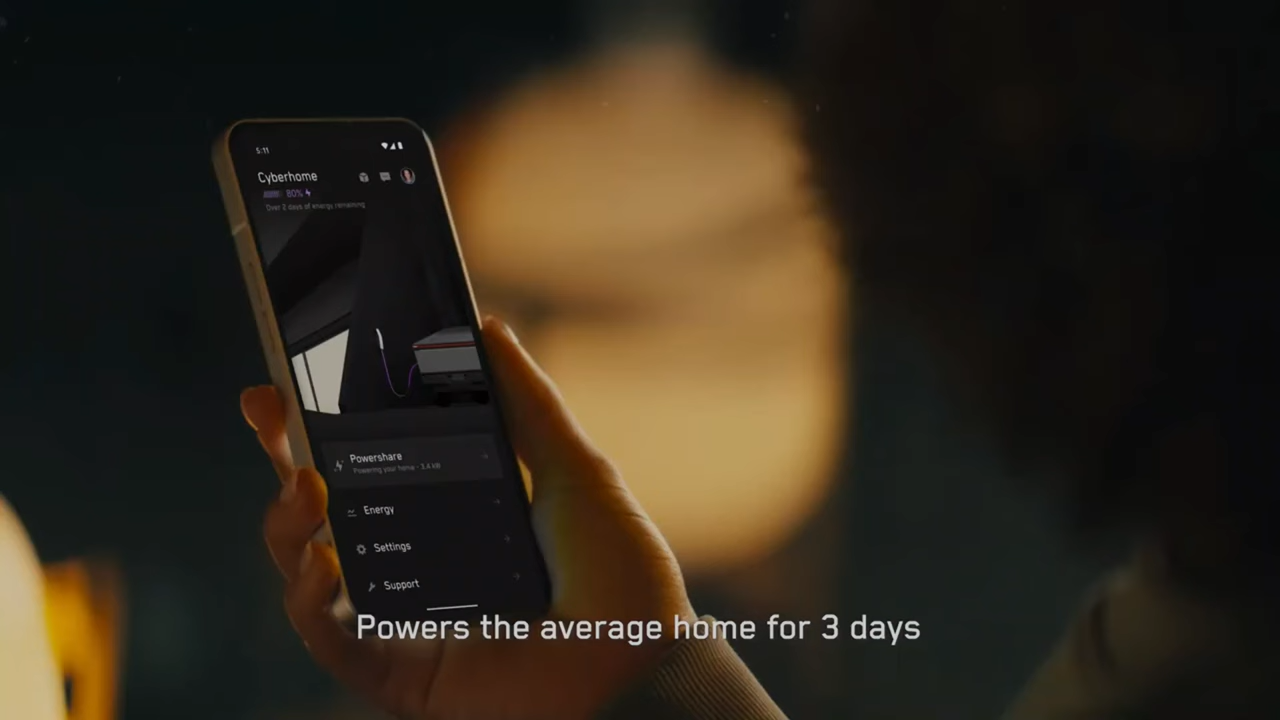 5:11
Cyberhome
80%
Over 2 days of energy remaining
Powershare
Powering your home - 3.4 kW
Energy
Settings
Support
Powers the average home for 3 days